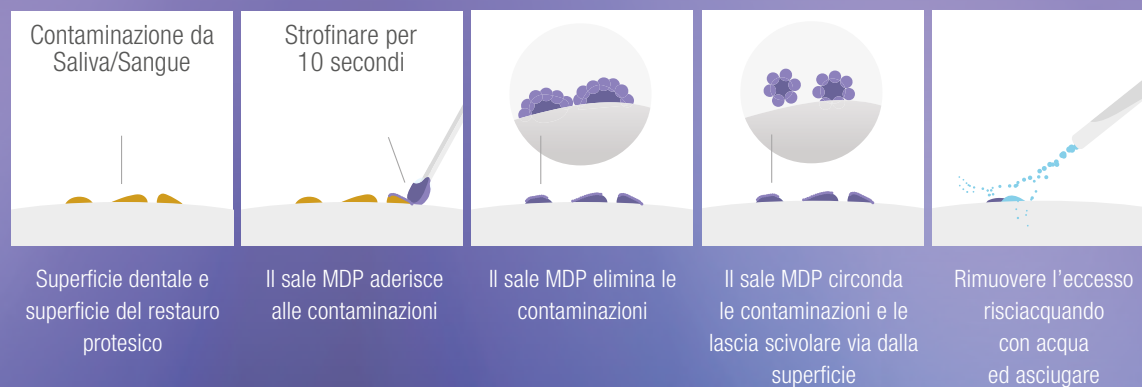 Contaminazione da
Saliva/Sangue
Strofinare per
10 secondi
Superficie dentale e
superficie del restauro
protesico
Il sale MDP aderisce
alle contaminazioni
Il sale MDP elimina le
contaminazioni
Il sale MDP circonda
le contaminazioni e le
lascia scivolare via dalla
superficie
Rimuovere l’eccesso
risciacquando
con acqua
ed asciugare